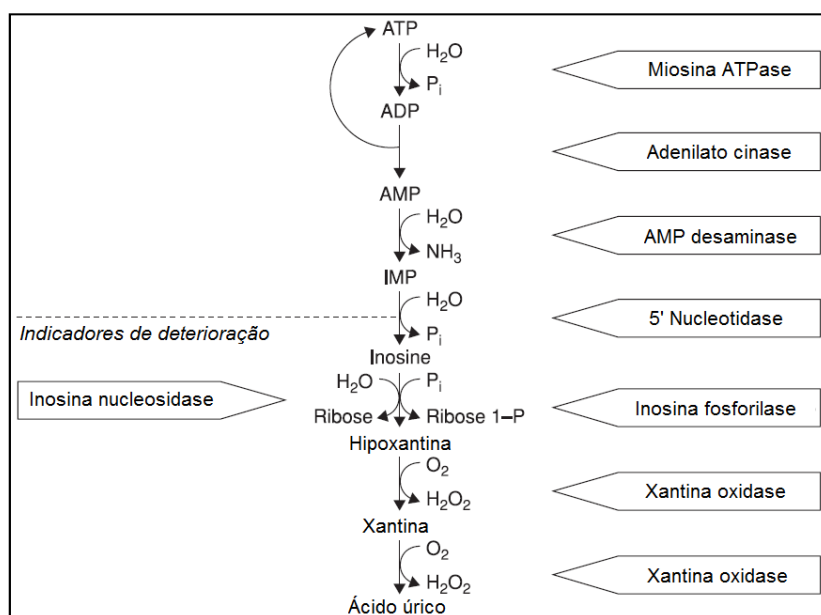 ATP
H₂O
Miosina ATPase
Pᵢ
ADP
Adenilato cinase
AMP
H₂O
AMP desaminase
NH₃
IMP
H₂O
Indicadores de deterioração
5' Nucleotidase
Pᵢ
Inosine
H₂O
Pᵢ
Inosina nucleosidase
Inosina fosforilase
Ribose
Ribose 1–P
Hipoxantina
O₂
Xantina oxidase
H₂O₂
Xantina
O₂
Xantina oxidase
H₂O₂
Ácido úrico